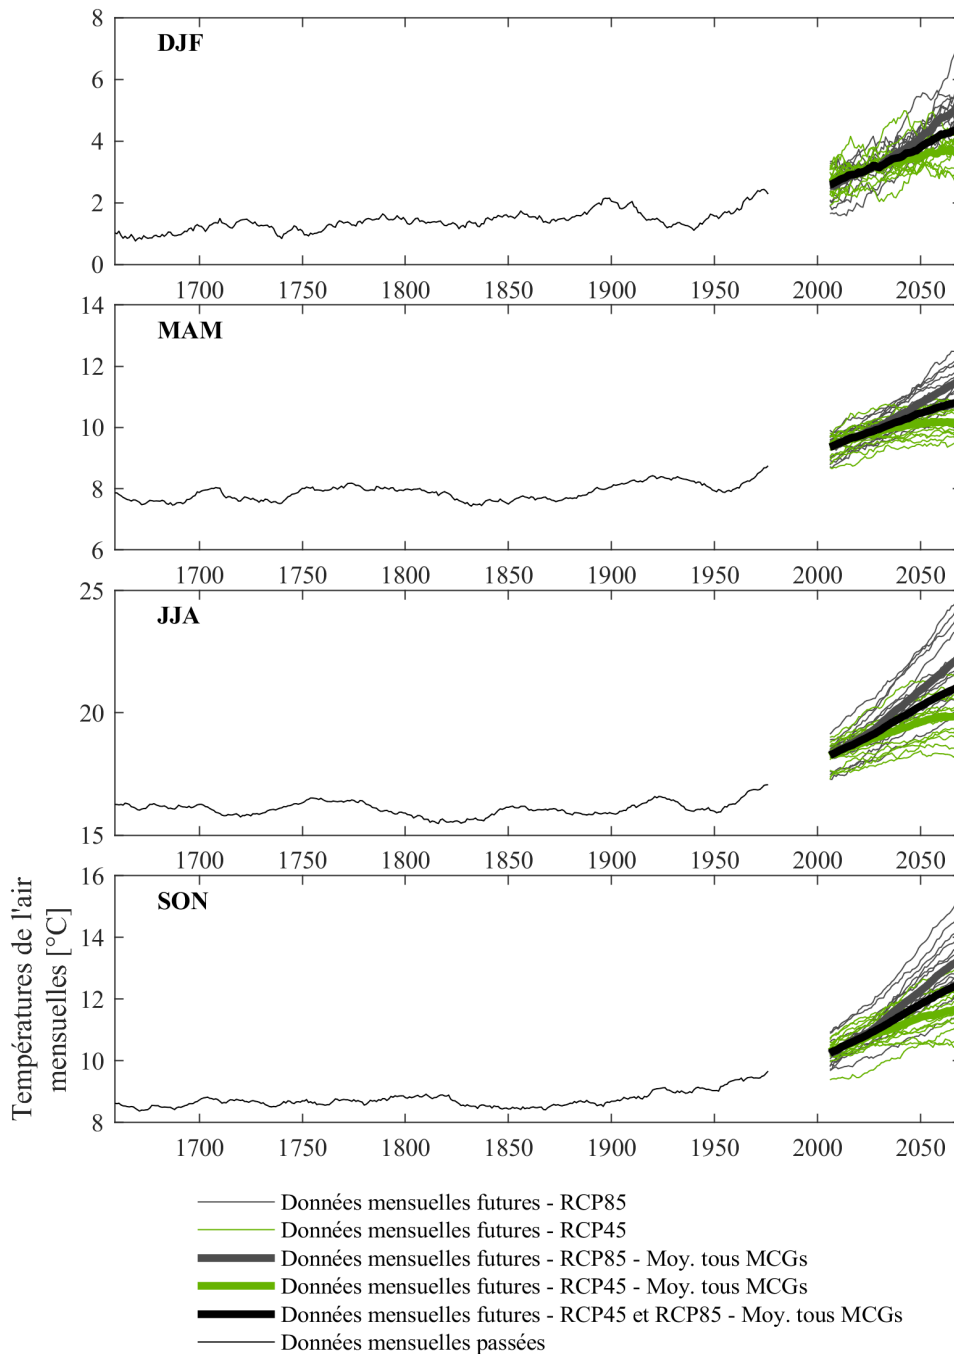 8
DJF
6
4
2
0
1700 1750 1800 1850 1900 1950 2000 2050
14
MAM
12
10
8
6
1700 1750 1800 1850 1900 1950 2000 2050
25
JJA
20
15
1700 1750 1800 1850 1900 1950 2000 2050
16
SON
14
12
10
8
Températures de l'air
mensuelles [°C]
1700 1750 1800 1850 1900 1950 2000 2050
Données mensuelles futures - RCP85
Données mensuelles futures - RCP45
Données mensuelles futures - RCP85 - Moy. tous MCGs
Données mensuelles futures - RCP45 - Moy. tous MCGs
Données mensuelles futures - RCP45 et RCP85 - Moy. tous MCGs
Données mensuelles passées